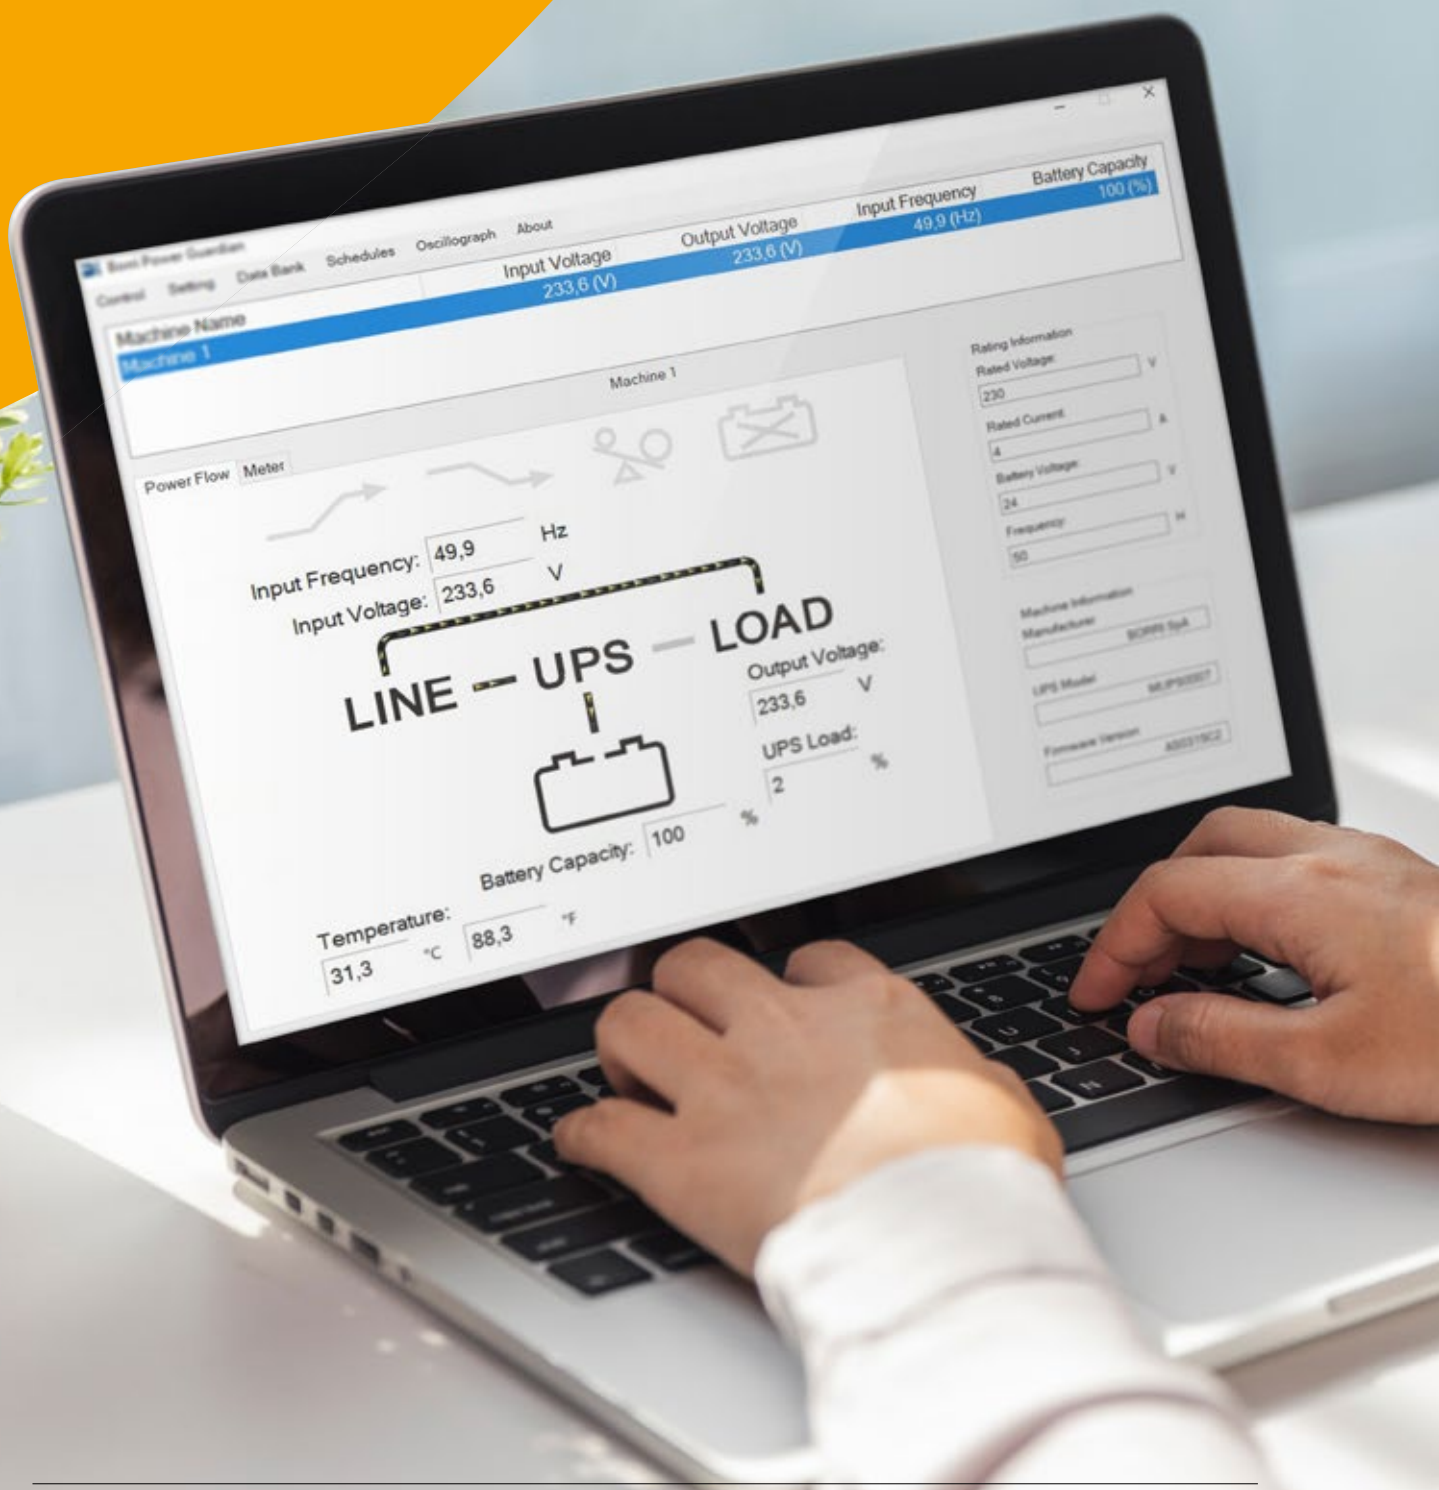 Borri Power Guardian
Control Setting Data Bank Schedules Oscillograph About
Machine Name Input Voltage Output Voltage Input Frequency Battery Capacity
Machine 1 233,6 (V) 233,6 (V) 49,9 (Hz) 100 (%)
Machine 1
Power Flow Meter
Input Frequency: 49,9 Hz
Input Voltage: 233,6 V
LINE UPS LOAD
Output Voltage:
233,6 V
UPS Load:
2 %
Battery Capacity: 100 %
Temperature:
31,3 °C 88,3 °F
Rating Information
Rated Voltage:
230 V
Rated Current:
4 A
Battery Voltage:
24 V
Frequency:
50 H
Machine Information
Manufacturer
BORRI SpA
UPS Model
Firmware Version